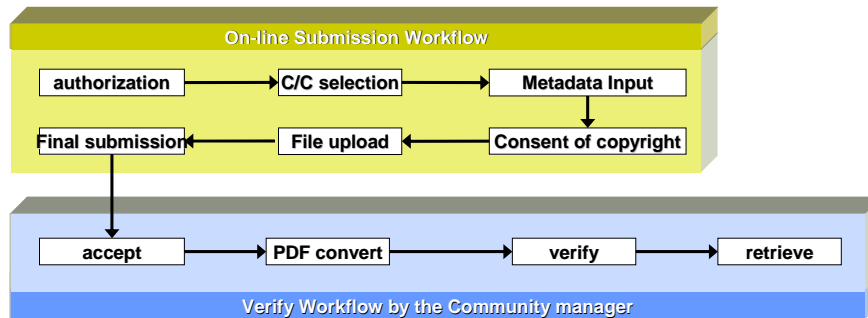 On-line Submission Workflow
authorization C/C selection Metadata Input
Final submission File upload Consent of copyright
accept PDF convert verify retrieve
Verify Workflow by the Community manager